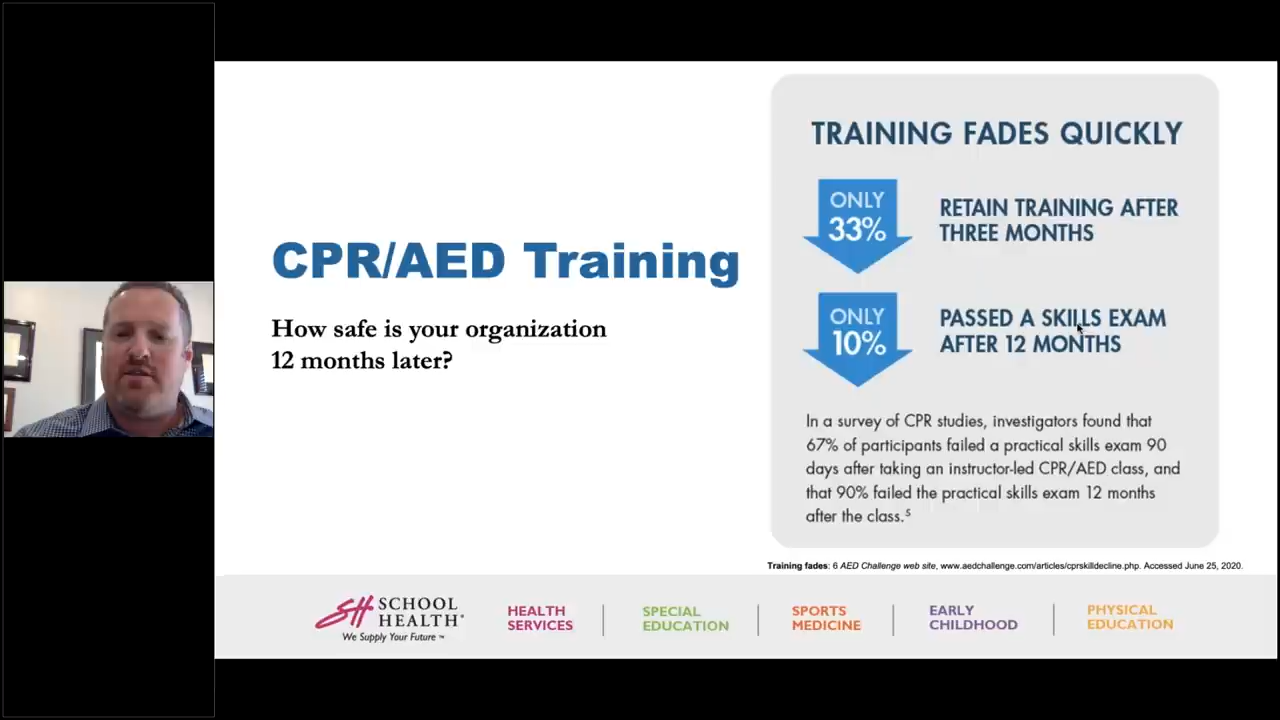 CPR/AED Training
How safe is your organization
12 months later?
TRAINING FADES QUICKLY
ONLY
33%
RETAIN TRAINING AFTER
THREE MONTHS
ONLY
10%
PASSED A SKILLS EXAM
AFTER 12 MONTHS
In a survey of CPR studies, investigators found that
67% of participants failed a practical skills exam 90
days after taking an instructor-led CPR/AED class, and
that 90% failed the practical skills exam 12 months
after the class.⁵
Training fades: 6 AED Challenge web site, www.aedchallenge.com/articles/cprskilldecline.php. Accessed June 25, 2020.
SH SCHOOL
HEALTH®
We Supply Your Future™
HEALTH
SERVICES
SPECIAL
EDUCATION
SPORTS
MEDICINE
EARLY
CHILDHOOD
PHYSICAL
EDUCATION